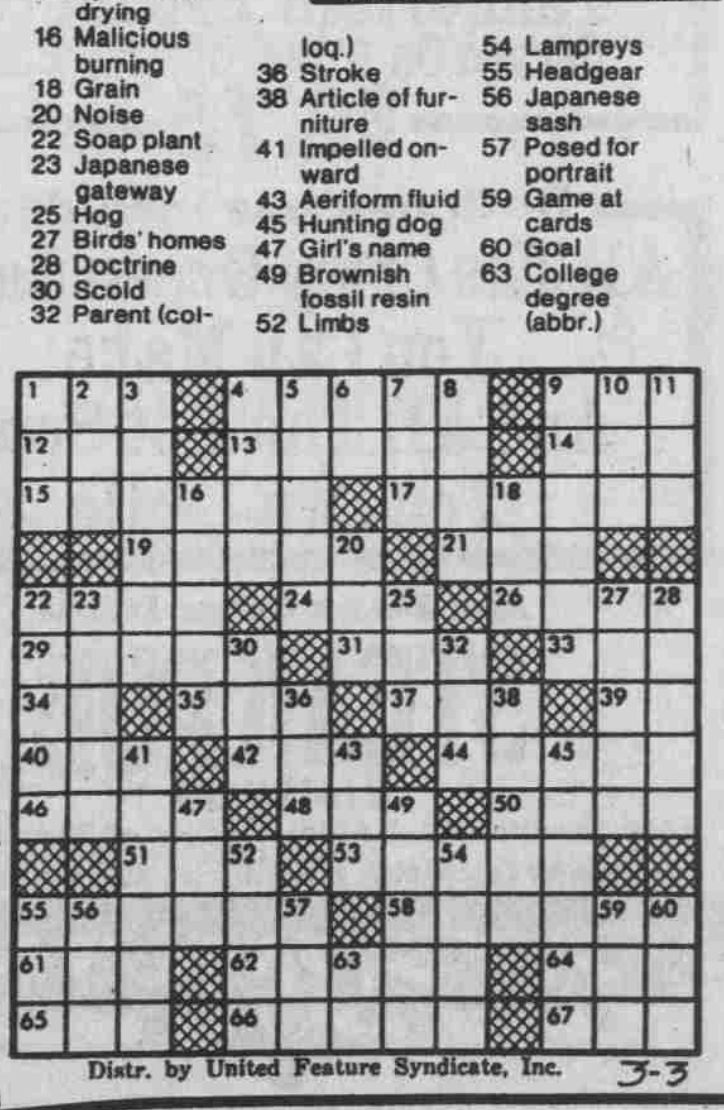 drying
16 Malicious
burning
18 Grain
20 Noise
22 Soap plant
23 Japanese
gateway
25 Hog
27 Birds' homes
28 Doctrine
30 Scold
32 Parent (col-
loq.)
36 Stroke
38 Article of fur-
niture
41 Impelled on-
ward
43 Aeriform fluid
45 Hunting dog
47 Girl's name
49 Brownish
fossil resin
52 Limbs
54 Lampreys
55 Headgear
56 Japanese
sash
57 Posed for
portrait
59 Game at
cards
60 Goal
63 College
degree
(abbr.)
1 2 3 4 5 6 7 8 9 10 11
12 13 14
15 16 17 18
19 20 21
22 23 24 25 26 27 28
29 30 31 32 33
34 35 36 37 38 39
40 41 42 43 44 45
46 47 48 49 50
51 52 53 54
55 56 57 58 59 60
61 62 63 64
65 66 67
Distr. by United Feature Syndicate, Inc. 3-3